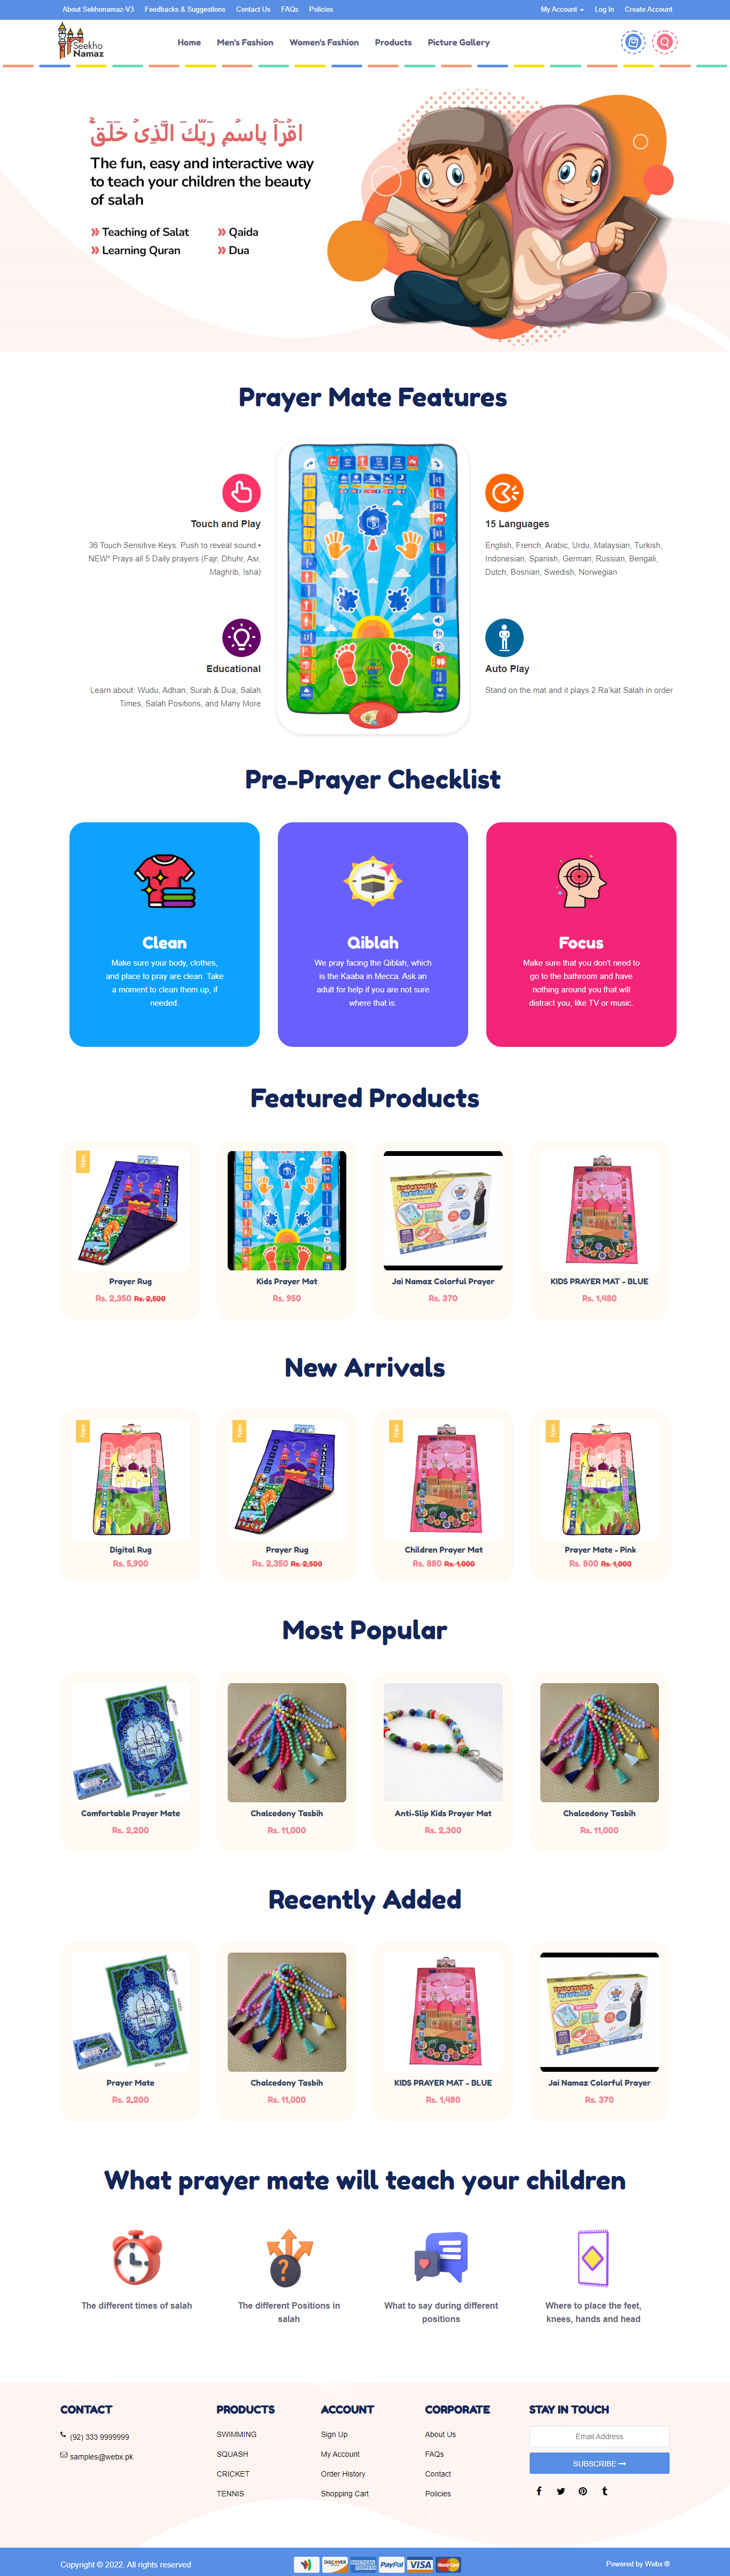 About Sekhonamaz-V3 Feedbacks & Suggestions Contact Us FAQs Policies My Account Log In Create Account
Seekho
Namaz
Home Men's Fashion Women's Fashion Products Picture Gallery
اقْرَأْ بِاسْمِ رَبِّكَ الَّذِي خَلَقَ
The fun, easy and interactive way
to teach your children the beauty
of salah
» Teaching of Salat » Qaida
» Learning Quran » Dua
Prayer Mate Features
Touch and Play
36 Touch Sensitive Keys. Push to reveal sound.•
NEW* Prays all 5 Daily prayers (Fajr, Dhuhr, Asr,
Maghrib, Isha)
15 Languages
English, French, Arabic, Urdu, Malaysian, Turkish,
Indonesian, Spanish, German, Russian, Bengali,
Dutch, Bosnian, Swedish, Norwegian
Educational
Learn about: Wudu, Adhan, Surah & Dua, Salah
Times, Salah Positions, and Many More
Auto Play
Stand on the mat and it plays 2 Ra'kat Salah in order
Pre-Prayer Checklist
Clean
Make sure your body, clothes,
and place to pray are clean. Take
a moment to clean them up, if
needed.
Qiblah
We pray facing the Qiblah, which
is the Kaaba in Mecca. Ask an
adult for help if you are not sure
where that is.
Focus
Make sure that you don't need to
go to the bathroom and have
nothing around you that will
distract you, like TV or music.
Featured Products
New
Prayer Rug Kids Prayer Mat Jai Namaz Colorful Prayer KIDS PRAYER MAT - BLUE
Rs. 2,350 Rs. 2,500 Rs. 950 Rs. 370 Rs. 1,480
New Arrivals
New New New New
Digital Rug Prayer Rug Children Prayer Mat Prayer Mate - Pink
Rs. 5,900 Rs. 2,350 Rs. 2,500 Rs. 880 Rs. 1,000 Rs. 800 Rs. 1,000
Most Popular
Comfortable Prayer Mate Chalcedony Tasbih Anti-Slip Kids Prayer Mat Chalcedony Tasbih
Rs. 2,200 Rs. 11,000 Rs. 2,300 Rs. 11,000
Recently Added
Prayer Mate Chalcedony Tasbih KIDS PRAYER MAT - BLUE Jai Namaz Colorful Prayer
Rs. 2,200 Rs. 11,000 Rs. 1,480 Rs. 370
What prayer mate will teach your children
The different times of salah
The different Positions in
salah
What to say during different
positions
Where to place the feet,
knees, hands and head
CONTACT PRODUCTS ACCOUNT CORPORATE STAY IN TOUCH
(92) 333 9999999 SWIMMING Sign Up About Us Email Address
samples@webx.pk SQUASH My Account FAQs SUBSCRIBE
CRICKET Order History Contact
TENNIS Shopping Cart Policies
Copyright © 2022. All rights reserved DISCOVER AMERICAN EXPRESS PayPal VISA MasterCard Powered by Webx ®